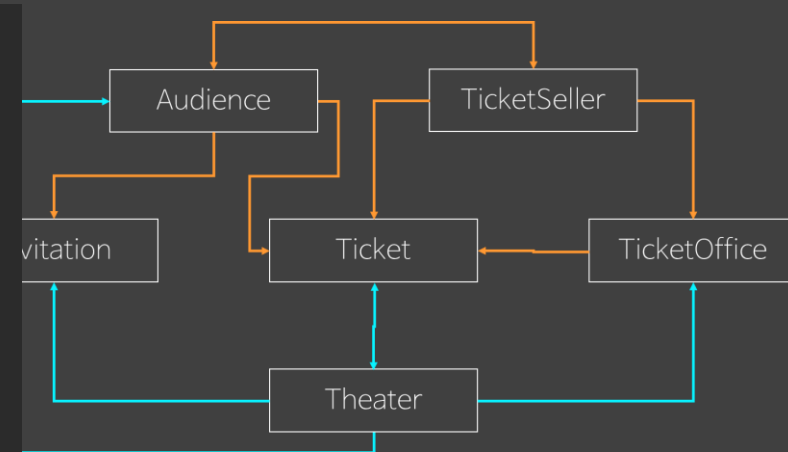 Audience
TicketSeller
vitation
Ticket
TicketOffice
Theater